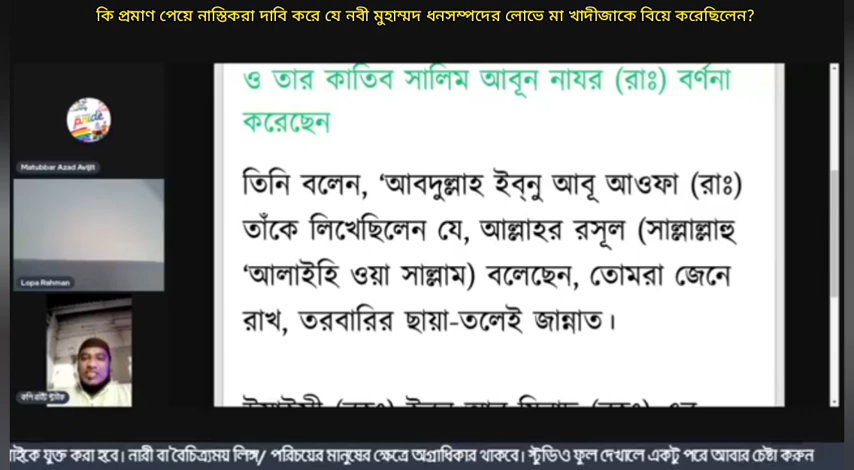 কি প্রমাণ পেয়ে নাস্তিকরা দাবি করে যে নবী মুহাম্মদ ধনসম্পদের লোভে মা খাদীজাকে বিয়ে করেছিলেন?
ও তার কাতিব সালিম আবূন নাযর (রাঃ) বর্ণনা
করেছেন
pride
Matubbar Azad Avijit
তিনি বলেন, ‘আবদুল্লাহ ইব্‌নু আবূ আওফা (রাঃ)
তাঁকে লিখেছিলেন যে, আল্লাহর রসূল (সাল্লাল্লাহু
‘আলাইহি ওয়া সাল্লাম) বলেছেন, তোমরা জেনে
রাখ, তরবারির ছায়া-তলেই জান্নাত।
Lopa Rahman
াইকে যুক্ত করা হবে। নারী বা বৈচিত্র্যময় লিঙ্গ/ পরিচয়ের মানুষের ক্ষেত্রে অগ্রাধিকার থাকবে। স্টুডিও ফুল দেখালে একটু পরে আবার চেষ্টা করুন